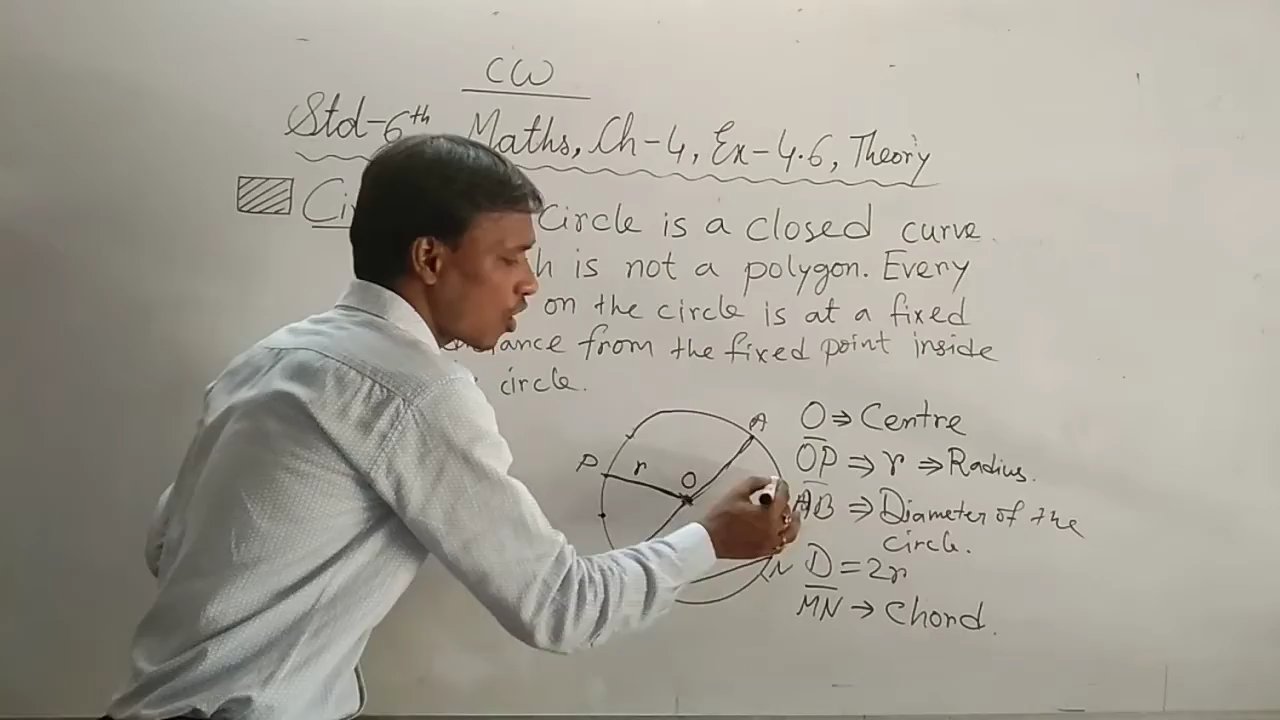 CW
Std-6th Maths, Ch-4, Ex-4.6, Theory
Circle is a closed curve
is not a polygon. Every
on the circle is at a fixed
from the fixed point inside
circle.
A
P
r
O
N
O ⇒ Centre
OP ⇒ r ⇒ Radius.
AB ⇒ Diameter of the
circle.
D = 2r
MN → Chord.